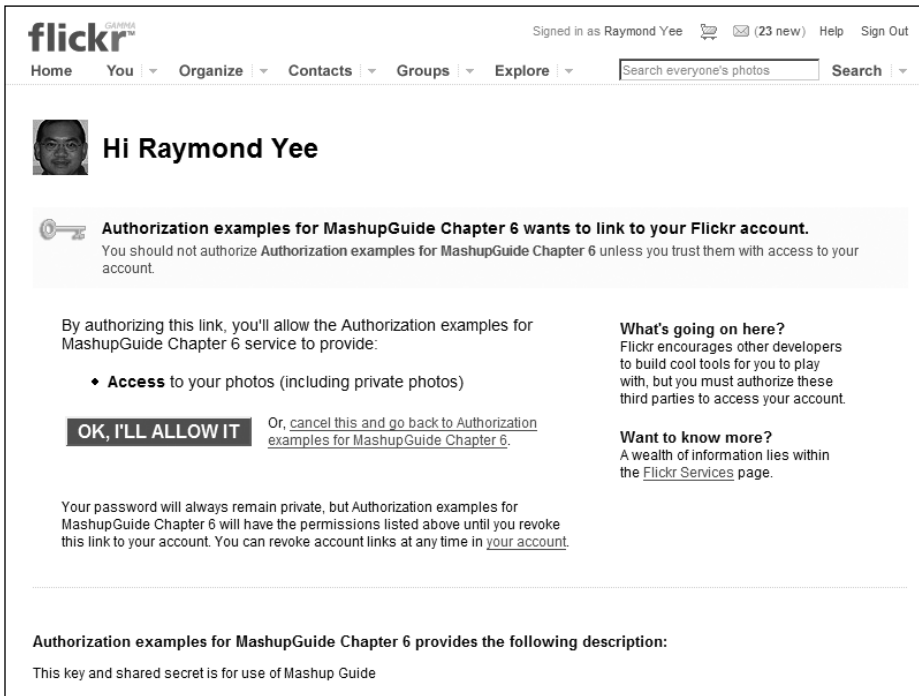 GAMMA
flickr™
Signed in as Raymond Yee (23 new) Help Sign Out
Home You Organize Contacts Groups Explore Search everyone's photos Search
Hi Raymond Yee
Authorization examples for MashupGuide Chapter 6 wants to link to your Flickr account.
You should not authorize Authorization examples for MashupGuide Chapter 6 unless you trust them with access to your
account.
By authorizing this link, you'll allow the Authorization examples for
MashupGuide Chapter 6 service to provide:
• Access to your photos (including private photos)
OK, I'LL ALLOW IT
Or, cancel this and go back to Authorization
examples for MashupGuide Chapter 6.
Your password will always remain private, but Authorization examples for
MashupGuide Chapter 6 will have the permissions listed above until you revoke
this link to your account. You can revoke account links at any time in your account.
What's going on here?
Flickr encourages other developers
to build cool tools for you to play
with, but you must authorize these
third parties to access your account.
Want to know more?
A wealth of information lies within
the Flickr Services page.
Authorization examples for MashupGuide Chapter 6 provides the following description:
This key and shared secret is for use of Mashup Guide